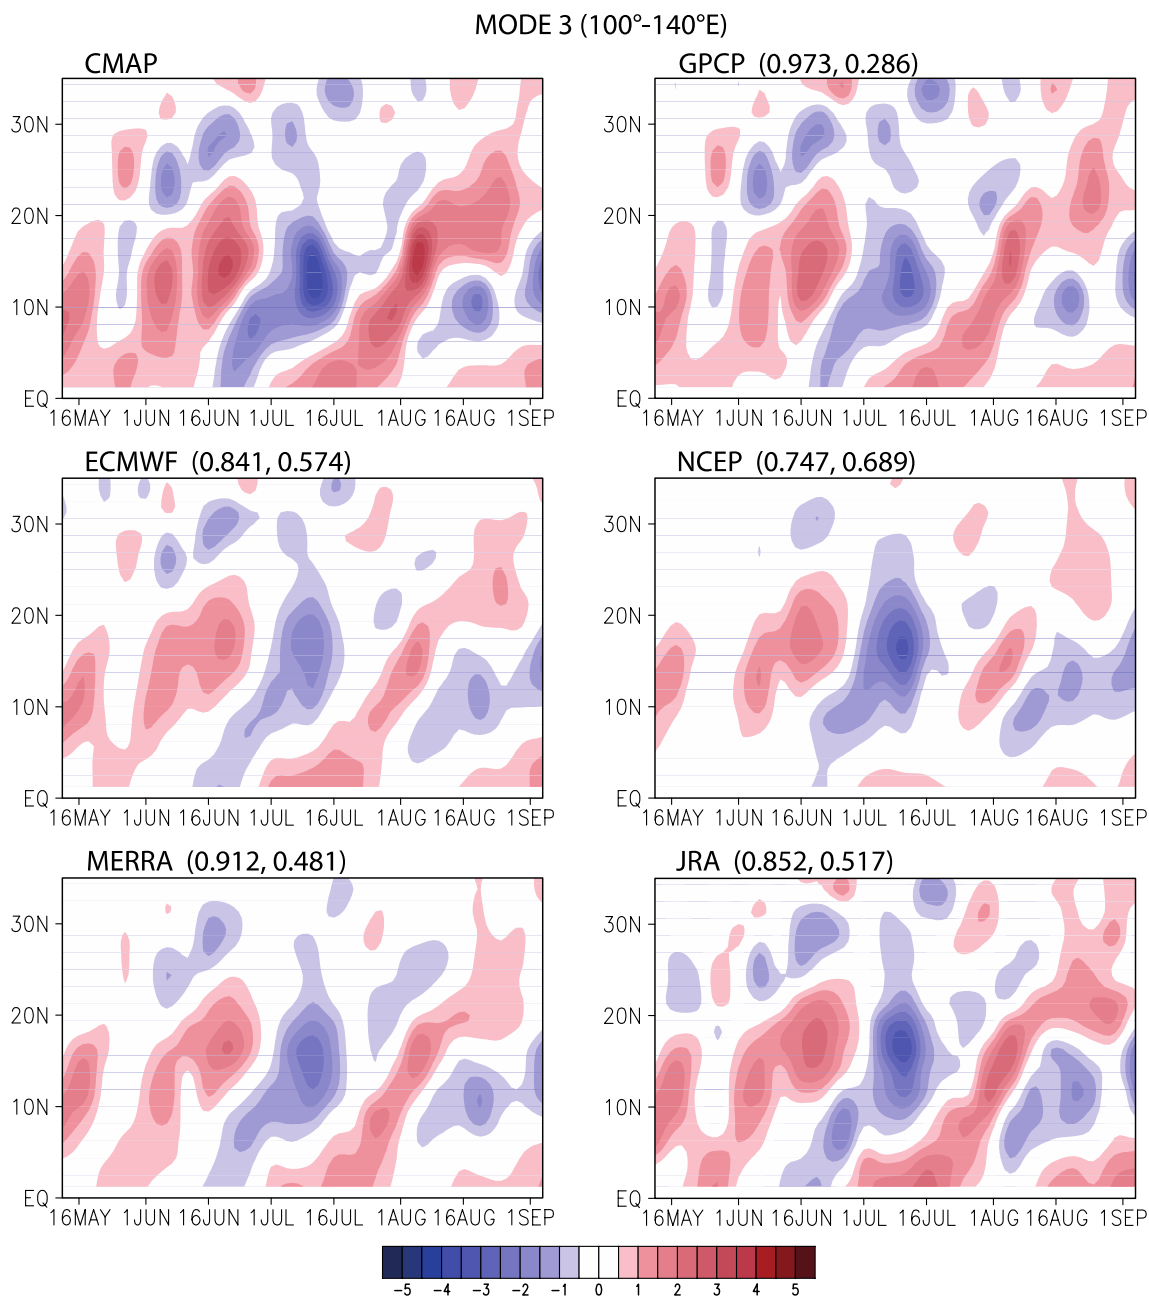 MODE 3 (100°-140°E)
CMAP
GPCP (0.973, 0.286)
30N 30N
20N 20N
10N 10N
EQ EQ
16MAY 1JUN 16JUN 1JUL 16JUL 1AUG 16AUG 1SEP 16MAY 1JUN 16JUN 1JUL 16JUL 1AUG 16AUG 1SEP
ECMWF (0.841, 0.574)
NCEP (0.747, 0.689)
30N 30N
20N 20N
10N 10N
EQ EQ
16MAY 1JUN 16JUN 1JUL 16JUL 1AUG 16AUG 1SEP 16MAY 1JUN 16JUN 1JUL 16JUL 1AUG 16AUG 1SEP
MERRA (0.912, 0.481)
JRA (0.852, 0.517)
30N 30N
20N 20N
10N 10N
EQ EQ
16MAY 1JUN 16JUN 1JUL 16JUL 1AUG 16AUG 1SEP 16MAY 1JUN 16JUN 1JUL 16JUL 1AUG 16AUG 1SEP
-5 -4 -3 -2 -1 0 1 2 3 4 5